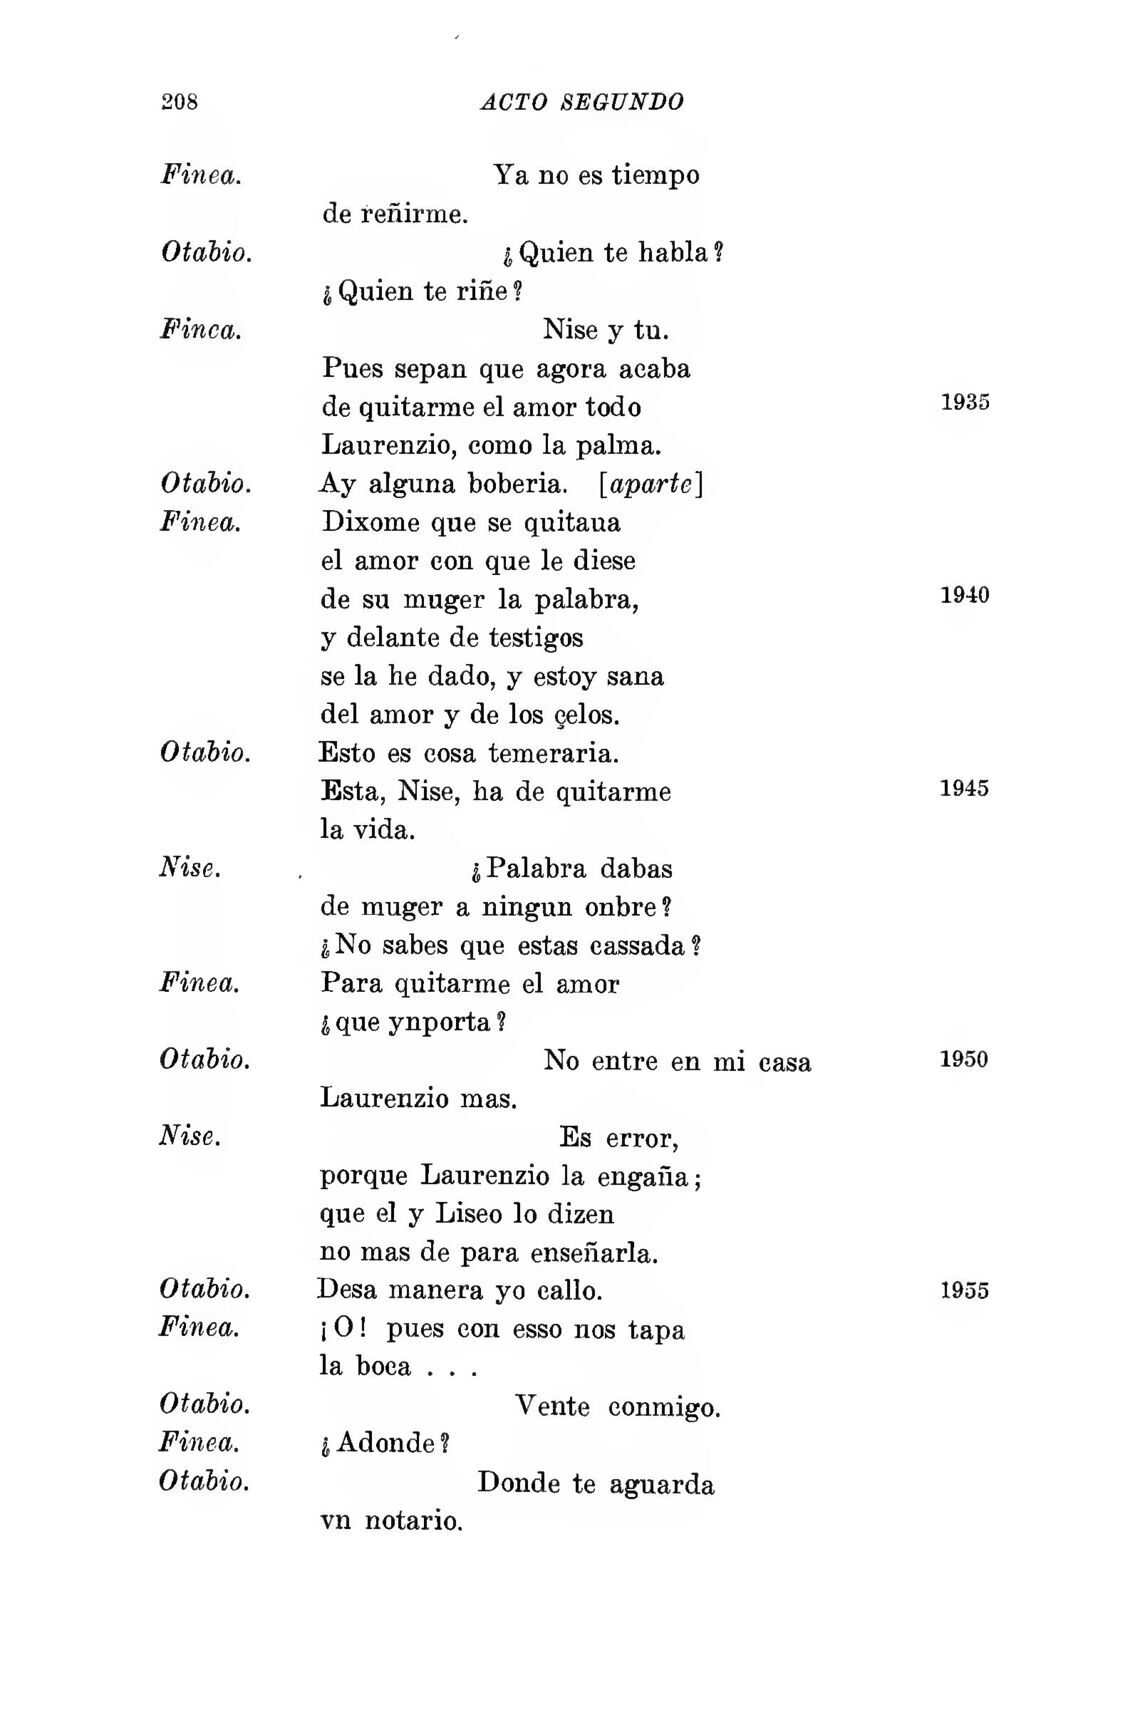 208 ACTO SEGUNDO
Finea. Ya no es tiempo
de reñirme.
Otabio. ¿Quien te habla?
¿Quien te riñe?
Finea. Nise y tu.
Pues sepan que agora acaba
de quitarme el amor todo 1935
Laurenzio, como la palma.
Otabio. Ay alguna boberia. [aparte]
Finea. Dixome que se quitaua
el amor con que le diese
de su muger la palabra, 1940
y delante de testigos
se la he dado, y estoy sana
del amor y de los çelos.
Otabio. Esto es cosa temeraria.
Esta, Nise, ha de quitarme 1945
la vida.
Nise. ¿Palabra dabas
de muger a ningun onbre?
¿No sabes que estas cassada?
Finea. Para quitarme el amor
¿que ynporta?
Otabio. No entre en mi casa 1950
Laurenzio mas.
Nise. Es error,
porque Laurenzio la engaña;
que el y Liseo lo dizen
no mas de para enseñarla.
Otabio. Desa manera yo callo. 1955
Finea. ¡O! pues con esso nos tapa
la boca . . .
Otabio. Vente conmigo.
Finea. ¿Adonde?
Otabio. Donde te aguarda
vn notario.